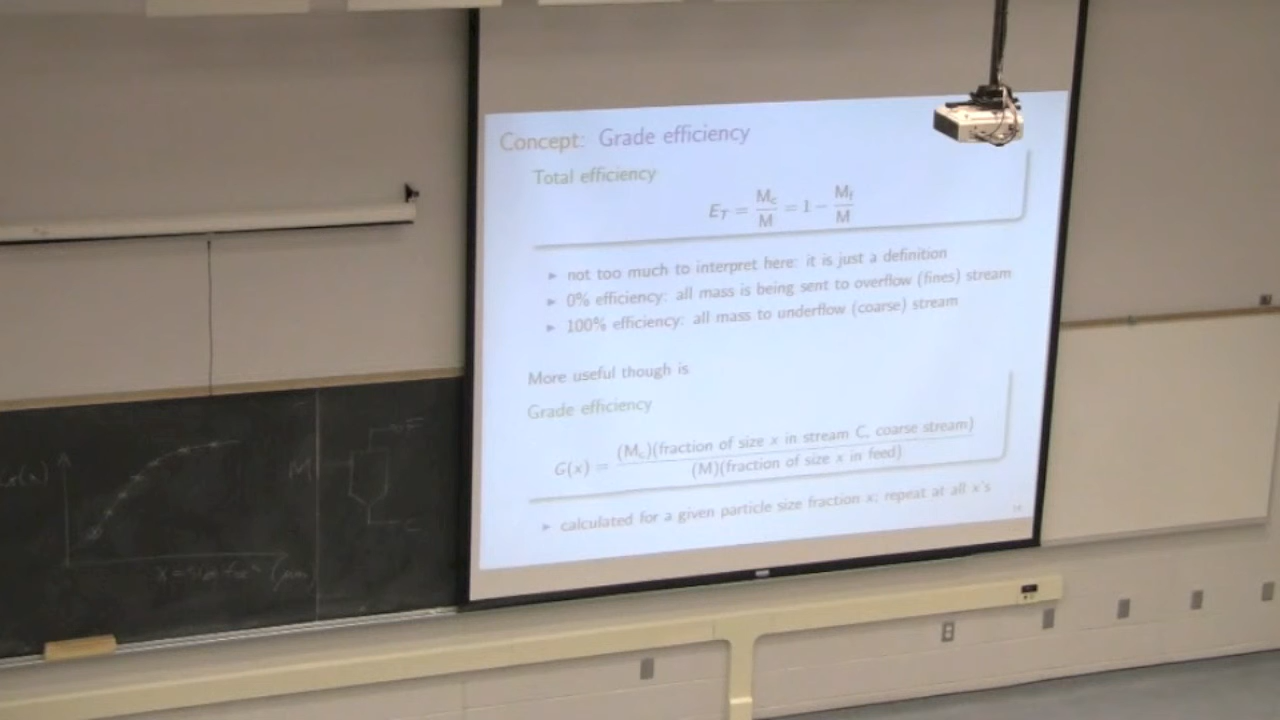 Concept: Grade efficiency
Total efficiency
E_T = M_c / M = 1 − M_f / M
► not too much to interpret here: it is just a definition
► 0% efficiency: all mass is being sent to overflow (fines) stream
► 100% efficiency: all mass to underflow (coarse) stream
More useful though is
Grade efficiency
G(x) = (M_c)(fraction of size x in stream C, coarse stream) / (M)(fraction of size x in feed)
► calculated for a given particle size fraction x; repeat at all x's
G(x)
M
F
C